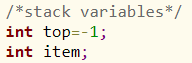 /*stack variables*/
int top=-1;
int item;